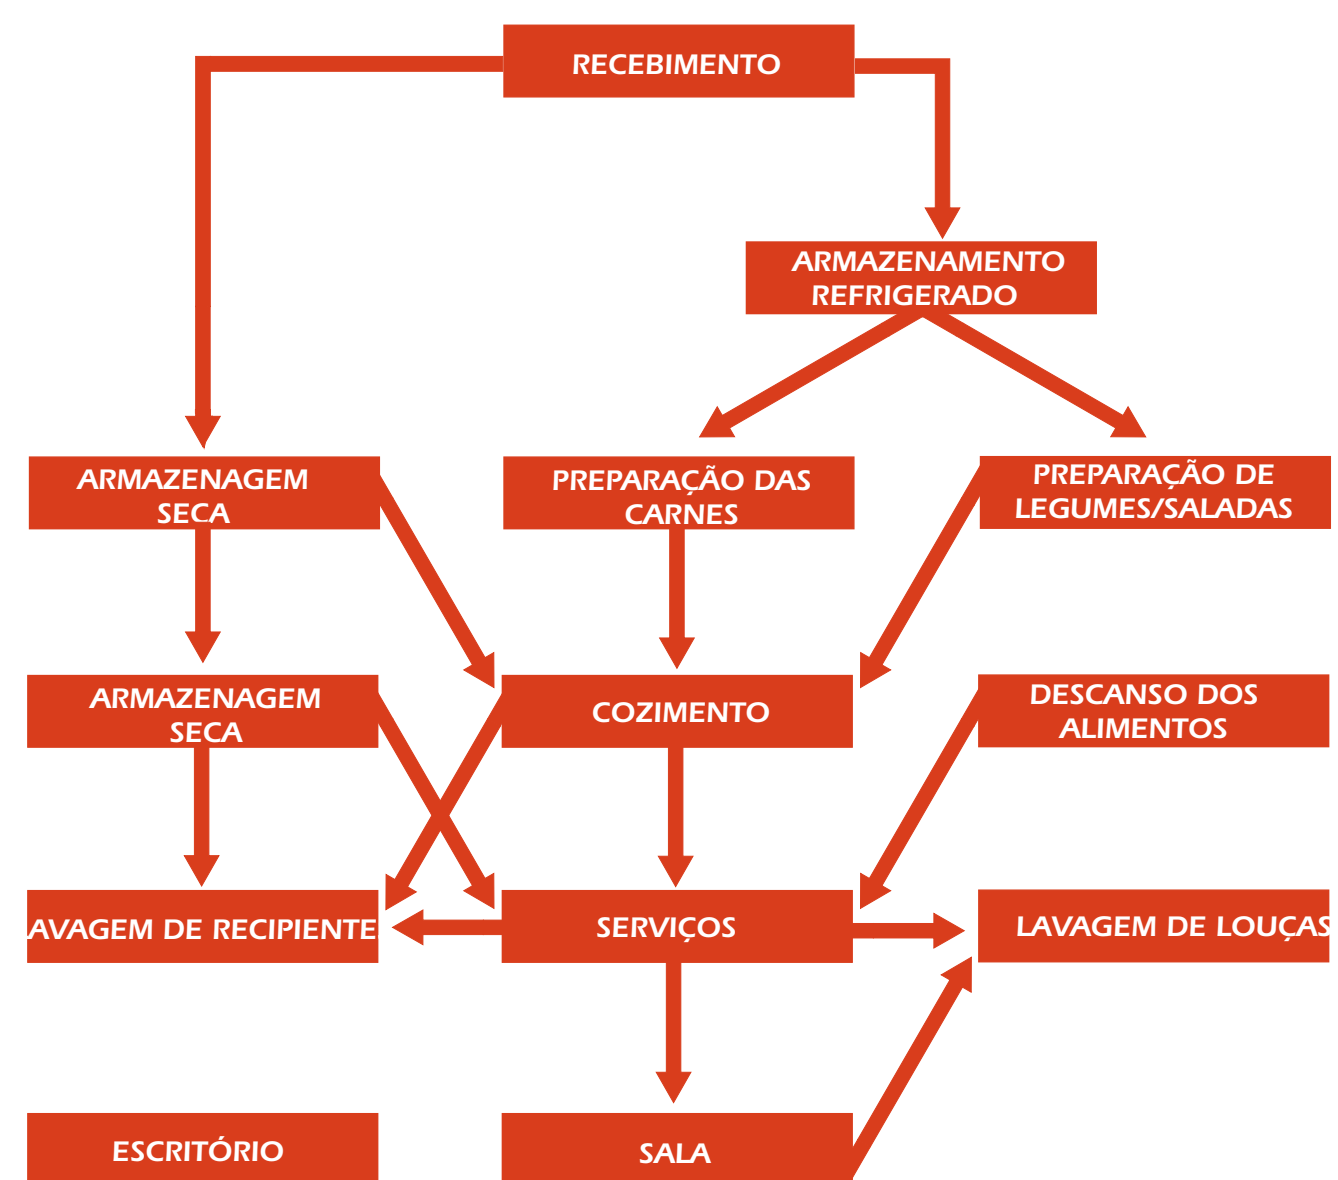 RECEBIMENTO
ARMAZENAMENTO
REFRIGERADO
ARMAZENAGEM
SECA
PREPARAÇÃO DAS
CARNES
PREPARAÇÃO DE
LEGUMES/SALADAS
ARMAZENAGEM
SECA
COZIMENTO
DESCANSO DOS
ALIMENTOS
AVAGEM DE RECIPIENTE
SERVIÇOS
LAVAGEM DE LOUÇAS
ESCRITÓRIO
SALA